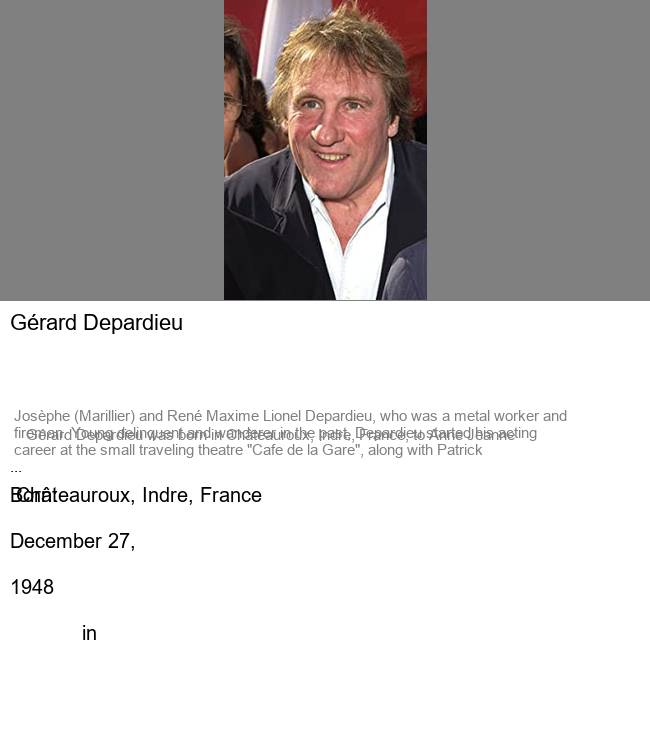 Gérard Depardieu
Gérard Depardieu was born in Châteauroux, Indre, France, to Anne Jeanne
Josèphe (Marillier) and René Maxime Lionel Depardieu, who was a metal worker and
fireman. Young delinquent and wanderer in the past, Depardieu started his acting
career at the small traveling theatre "Cafe de la Gare", along with Patrick
...
Born:
December 27,
1948
in
Châteauroux, Indre, France